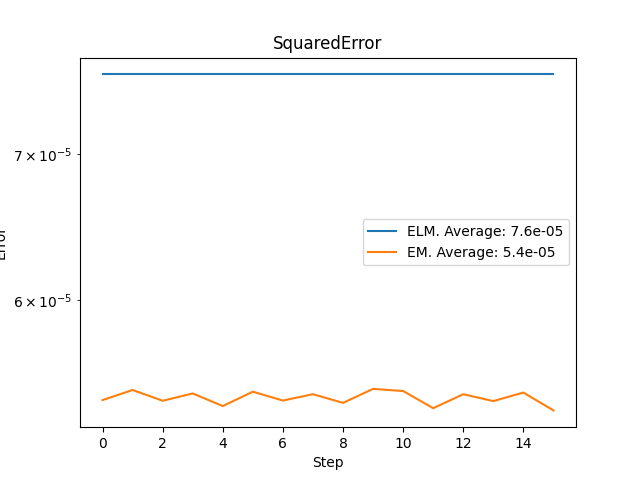 SquaredError
7 × 10⁻⁵
6 × 10⁻⁵
Error
ELM. Average: 7.6e-05
EM. Average: 5.4e-05
0 2 4 6 8 10 12 14
Step